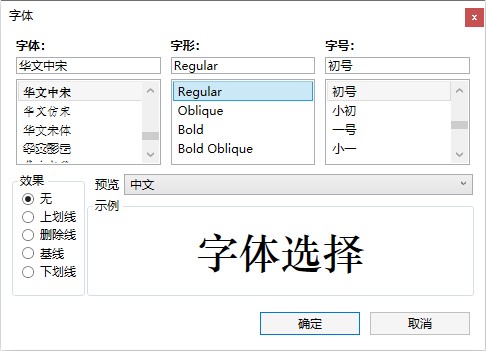 字体
x
字体: 字形: 字号:
华文中宋 Regular 初号
华文中宋 Regular 初号
华文仿宋 Oblique 小初
华文宋体 Bold 一号
华文彩云 Bold Oblique 小一
效果 预览 中文
无 示例
上划线
删除线
基线
下划线
字体选择
确定 取消